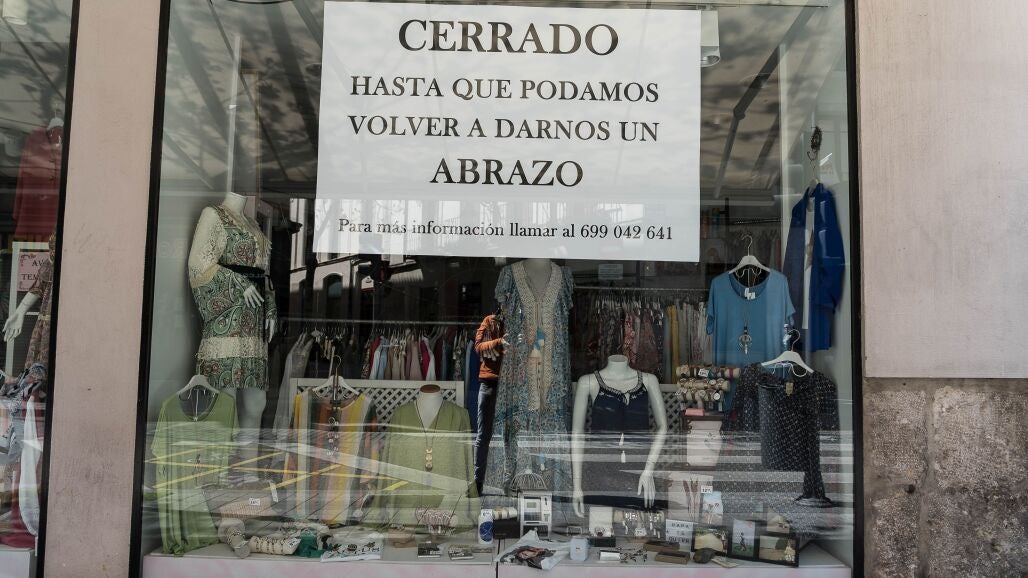 CERRADO
HASTA QUE PODAMOS
VOLVER A DARNOS UN
ABRAZO
Para más información llamar al 699 042 641